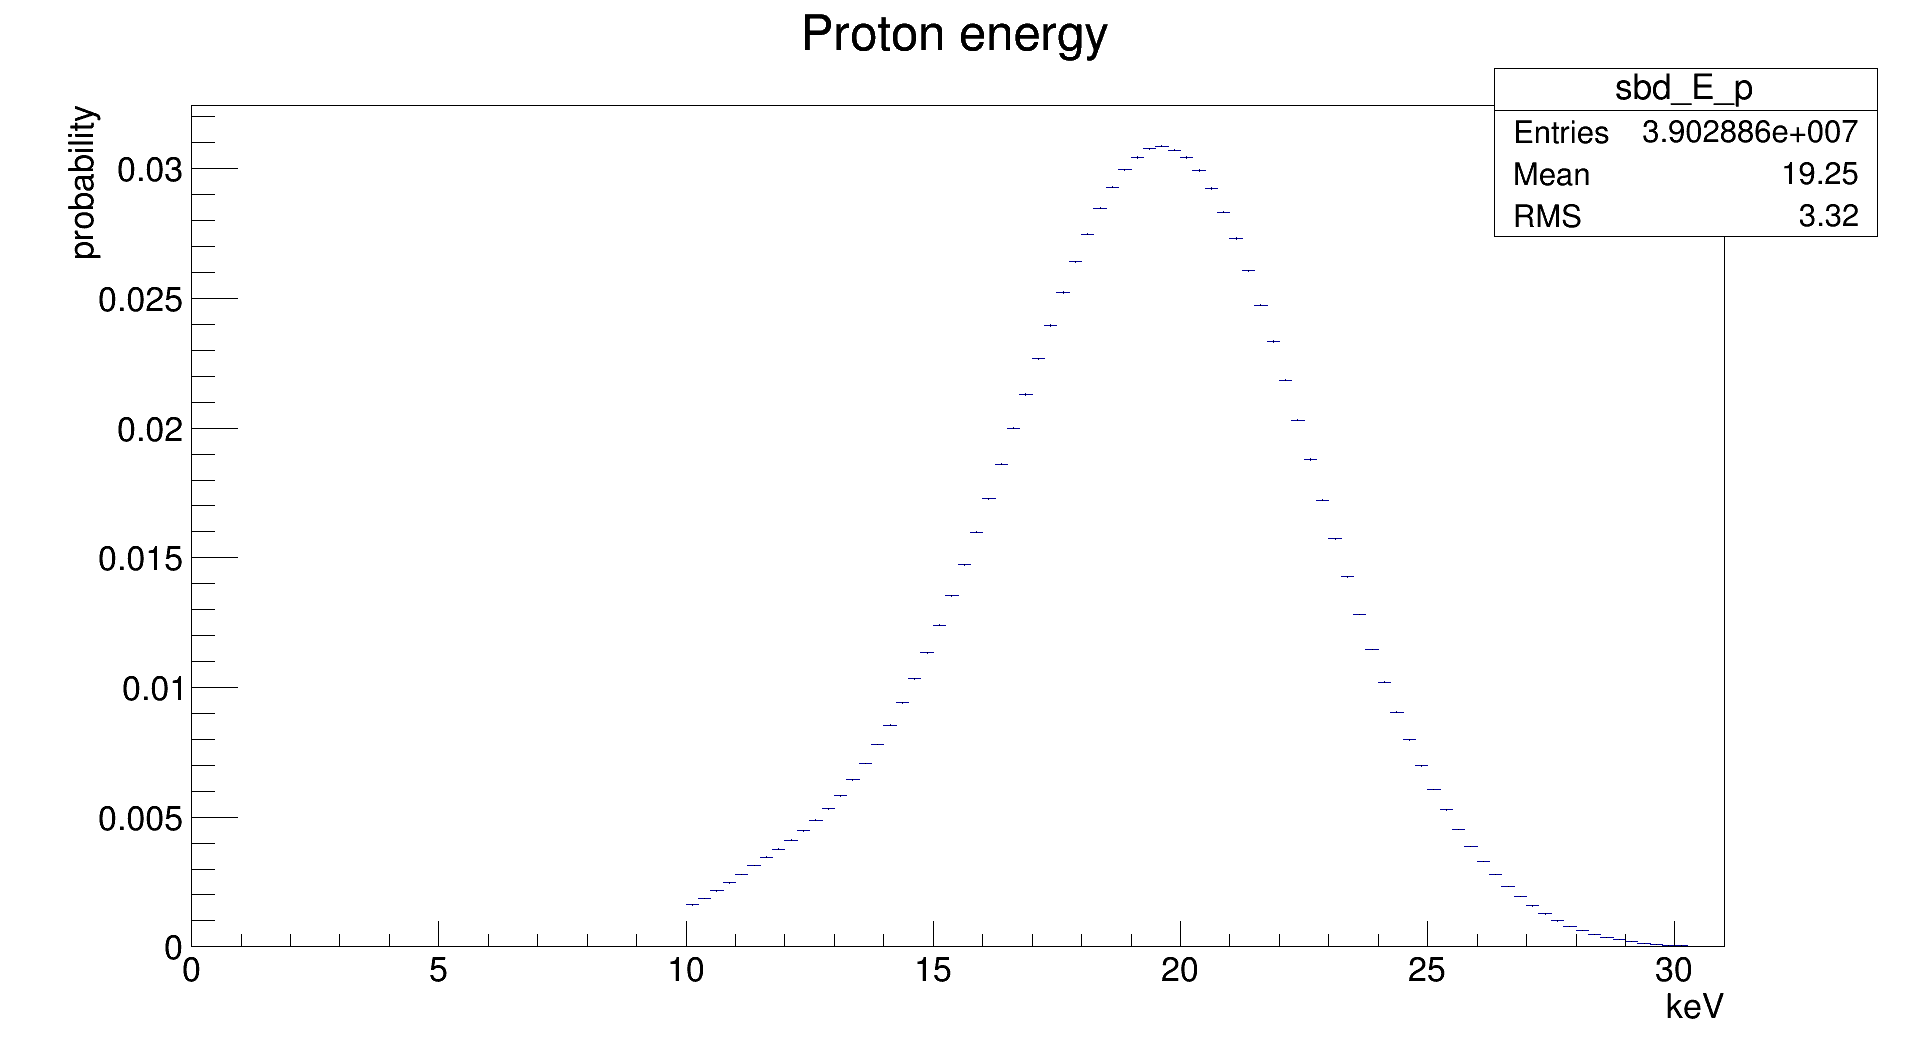 Proton energy
sbd_E_p
Entries 3.902886e+007
Mean 19.25
RMS 3.32
probability
0.03
0.025
0.02
0.015
0.01
0.005
0
0 5 10 15 20 25 30
keV